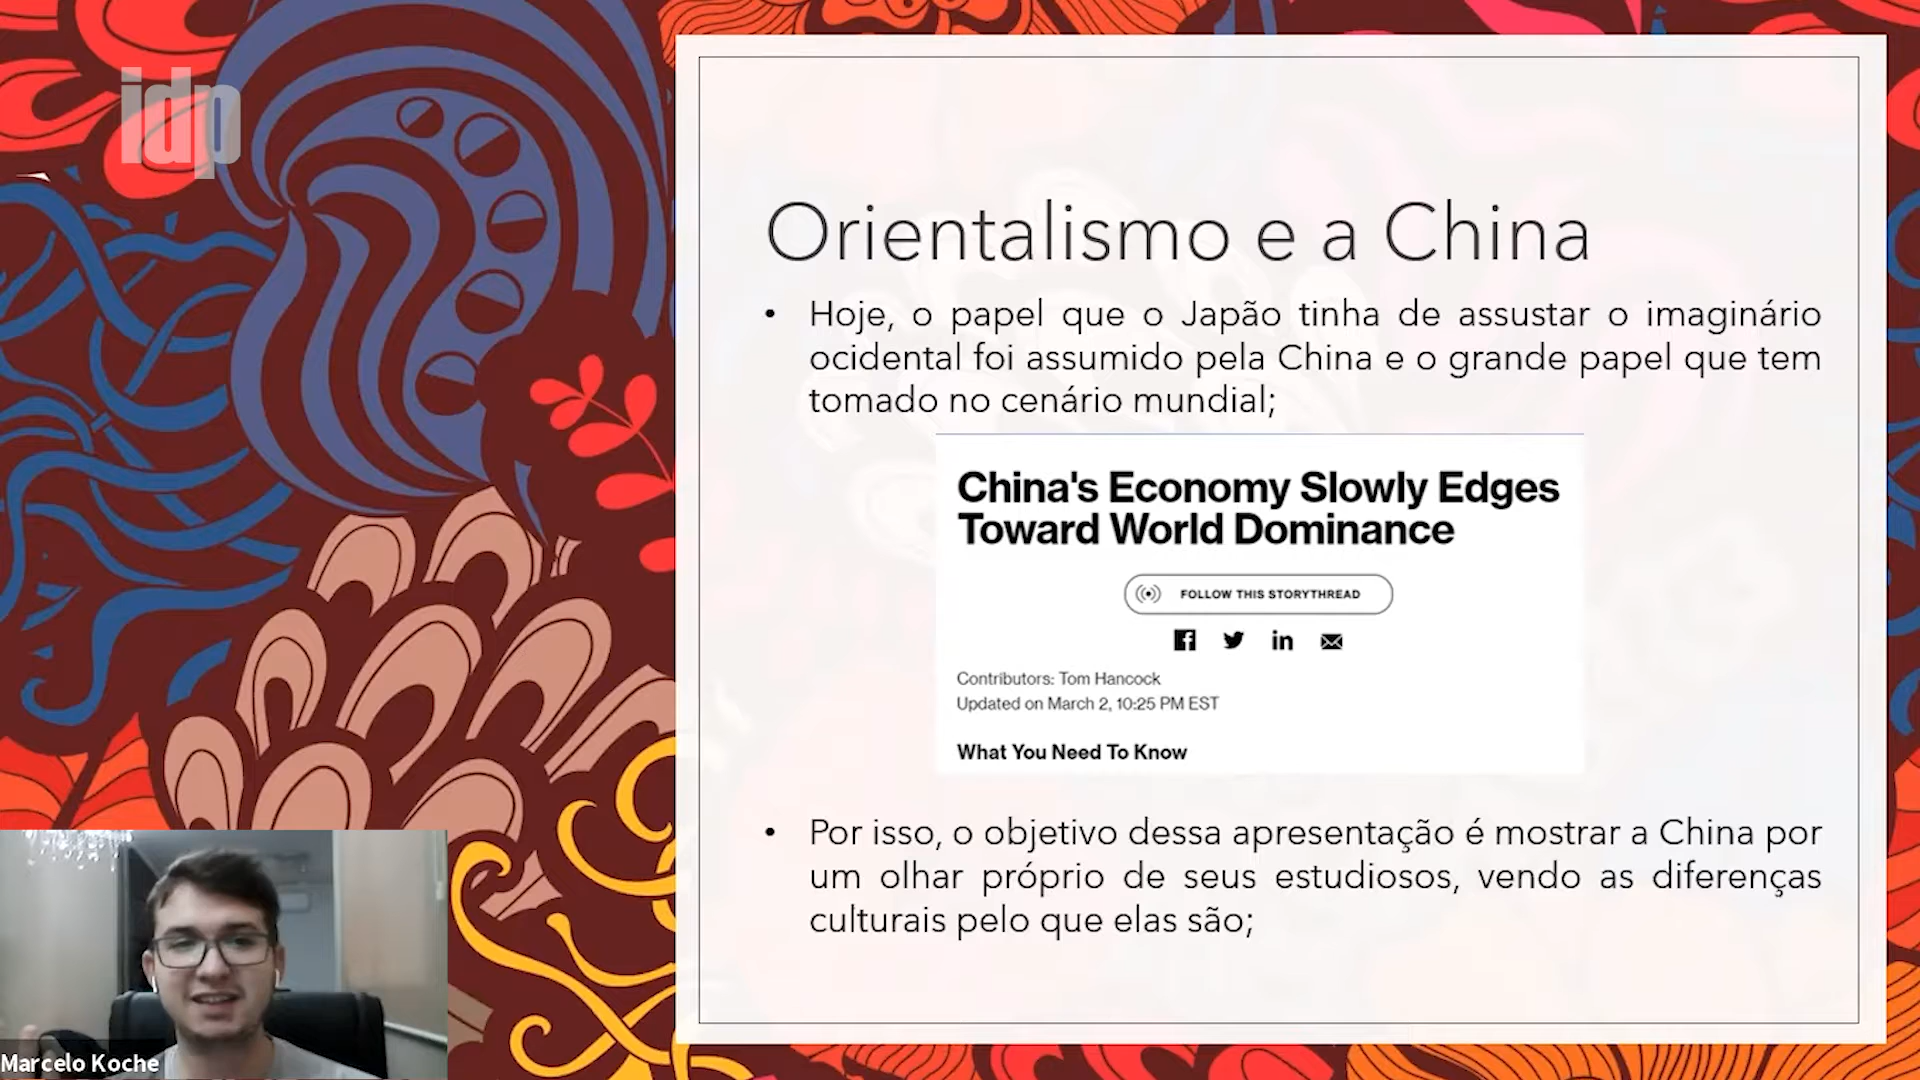 idp
Orientalismo e a China
• Hoje, o papel que o Japão tinha de assustar o imaginário
ocidental foi assumido pela China e o grande papel que tem
tomado no cenário mundial;
China's Economy Slowly Edges
Toward World Dominance
FOLLOW THIS STORYTHREAD
Contributors: Tom Hancock
Updated on March 2, 10:25 PM EST
What You Need To Know
• Por isso, o objetivo dessa apresentação é mostrar a China por
um olhar próprio de seus estudiosos, vendo as diferenças
culturais pelo que elas são;
Marcelo Koche